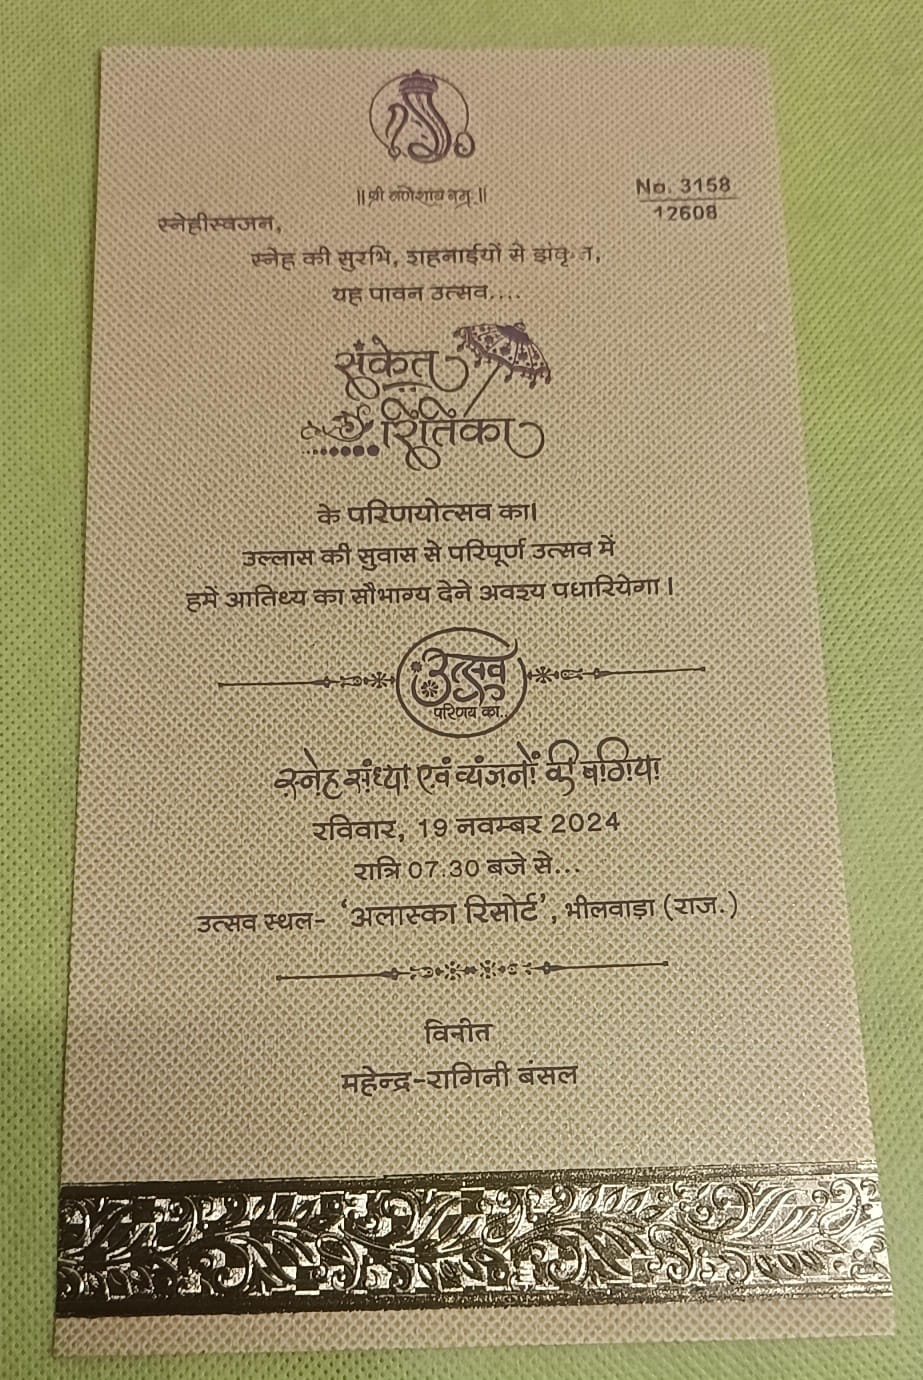 ॥ श्री गणेशाय नमः ॥
No. 3158
12608
स्नेहीस्वजन,
स्नेह की सुरभि, शहनाईयों से झंकृत,
यह पावन उत्सव....
संकेत
रितिका
के परिणयोत्सव का।
उल्लास की सुवास से परिपूर्ण उत्सव में
हमें आतिथ्य का सौभाग्य देने अवश्य पधारियेगा।
उत्सव
परिणय का..
स्नेह संध्या एवं व्यंजनों की बगिया
रविवार, 19 नवम्बर 2024
रात्रि 07.30 बजे से...
उत्सव स्थल- 'अलास्का रिसोर्ट', भीलवाड़ा (राज.)
विनीत
महेन्द्र-रागिनी बंसल